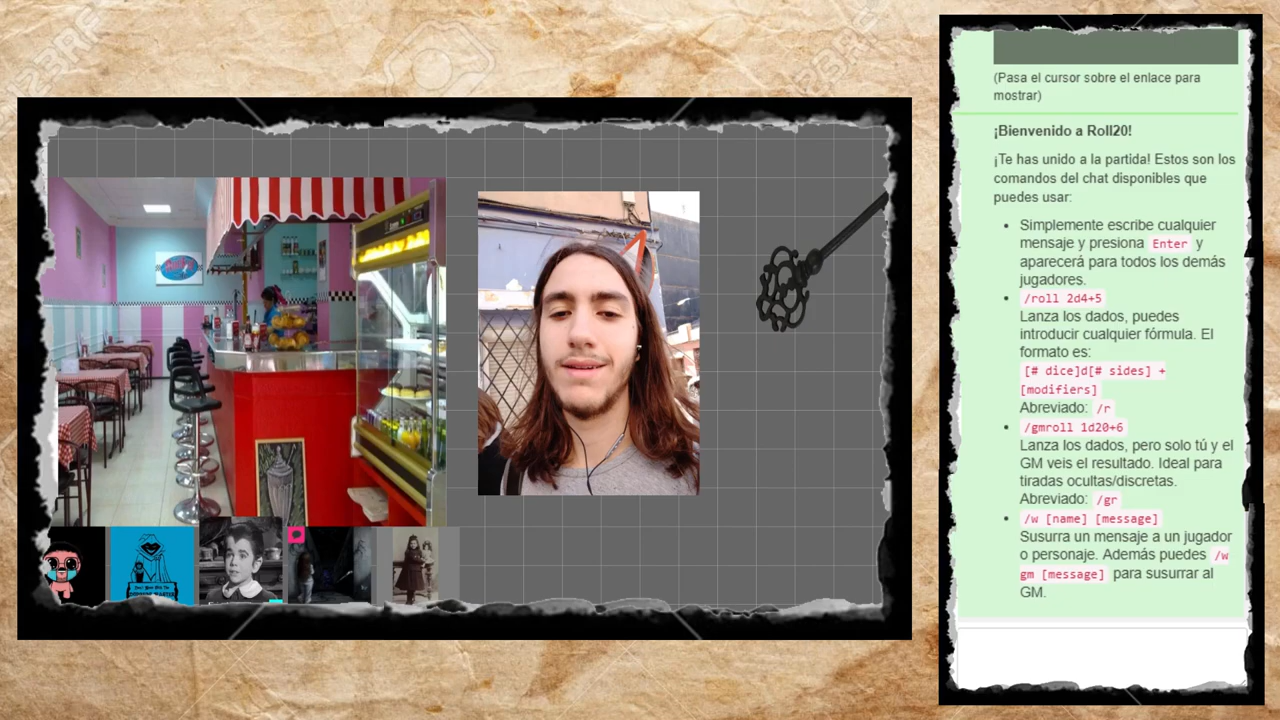 (Pasa el cursor sobre el enlace para
mostrar)
¡Bienvenido a Roll20!
¡Te has unido a la partida! Estos son los
comandos del chat disponibles que
puedes usar:
Simplemente escribe cualquier
mensaje y presiona Enter y
aparecerá para todos los demás
jugadores.
/roll 2d4+5
Lanza los dados, puedes
introducir cualquier fórmula. El
formato es:
[# dice]d[# sides] +
[modifiers]
Abreviado: /r
/gmroll 1d20+6
Lanza los dados, pero solo tú y el
GM veis el resultado. Ideal para
tiradas ocultas/discretas.
Abreviado: /gr
/w [name] [message]
Susurra un mensaje a un jugador
o personaje. Además puedes /w
gm [message] para susurrar al
GM.